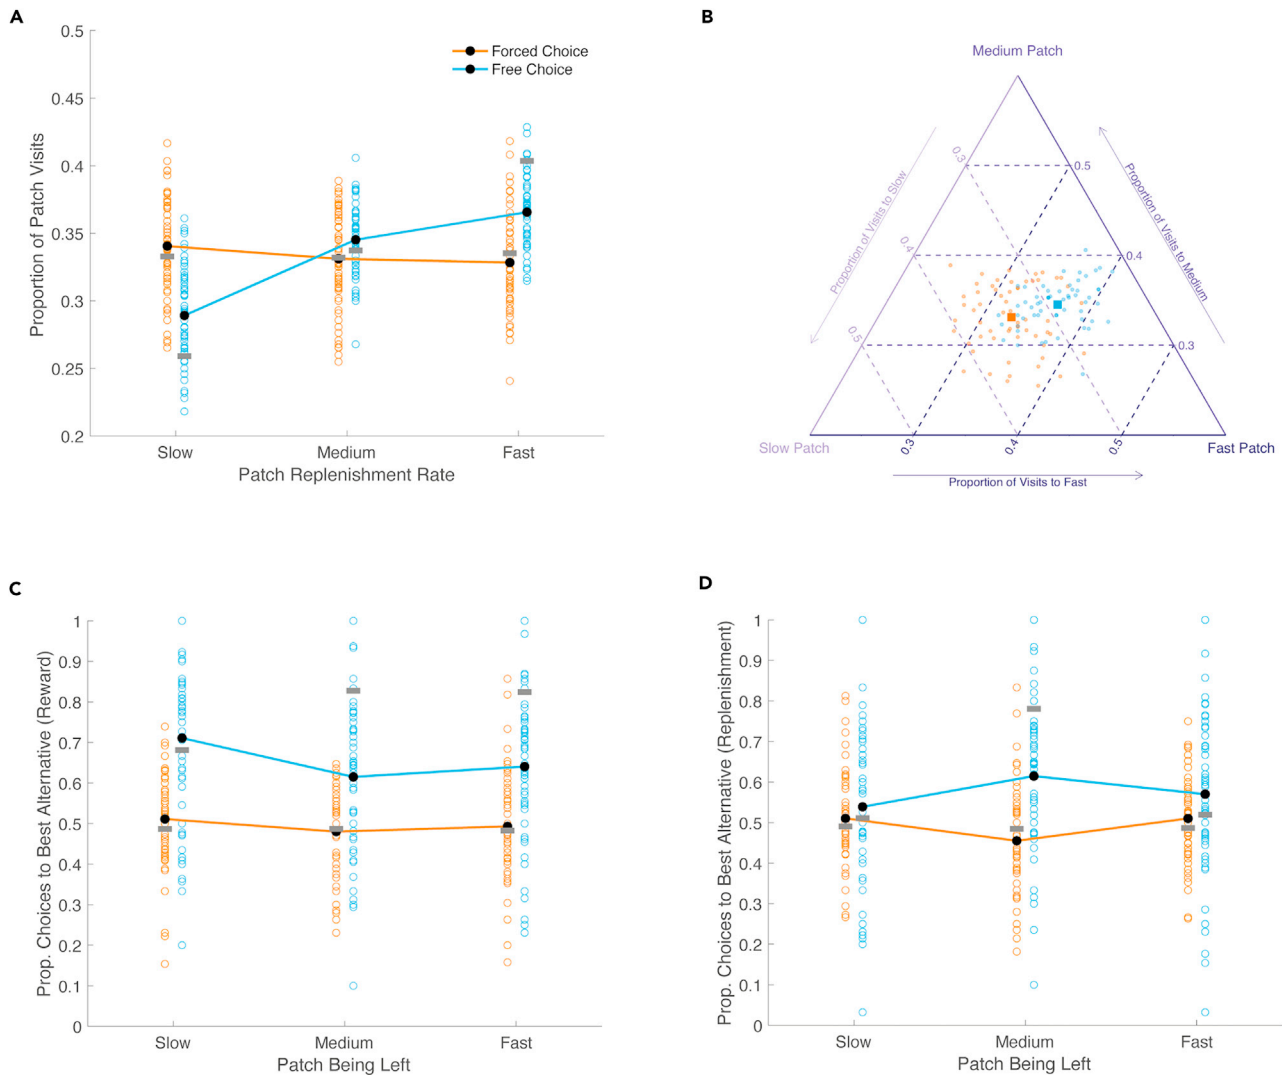 A
0.5
0.45
0.4
0.35
0.3
0.25
0.2
Proportion of Patch Visits
Forced Choice
Free Choice
Slow
Medium
Fast
Patch Replenishment Rate
B
Medium Patch
Proportion of Visits to Slow
Proportion of Visits to Medium
0.3
0.5
0.4
0.4
0.5
0.3
Slow Patch
0.3
0.4
0.5
Fast Patch
Proportion of Visits to Fast
C
1
0.9
0.8
0.7
0.6
0.5
0.4
0.3
0.2
0.1
0
Prop. Choices to Best Alternative (Reward)
Slow
Medium
Fast
Patch Being Left
D
1
0.9
0.8
0.7
0.6
0.5
0.4
0.3
0.2
0.1
0
Prop. Choices to Best Alternative (Replenishment)
Slow
Medium
Fast
Patch Being Left